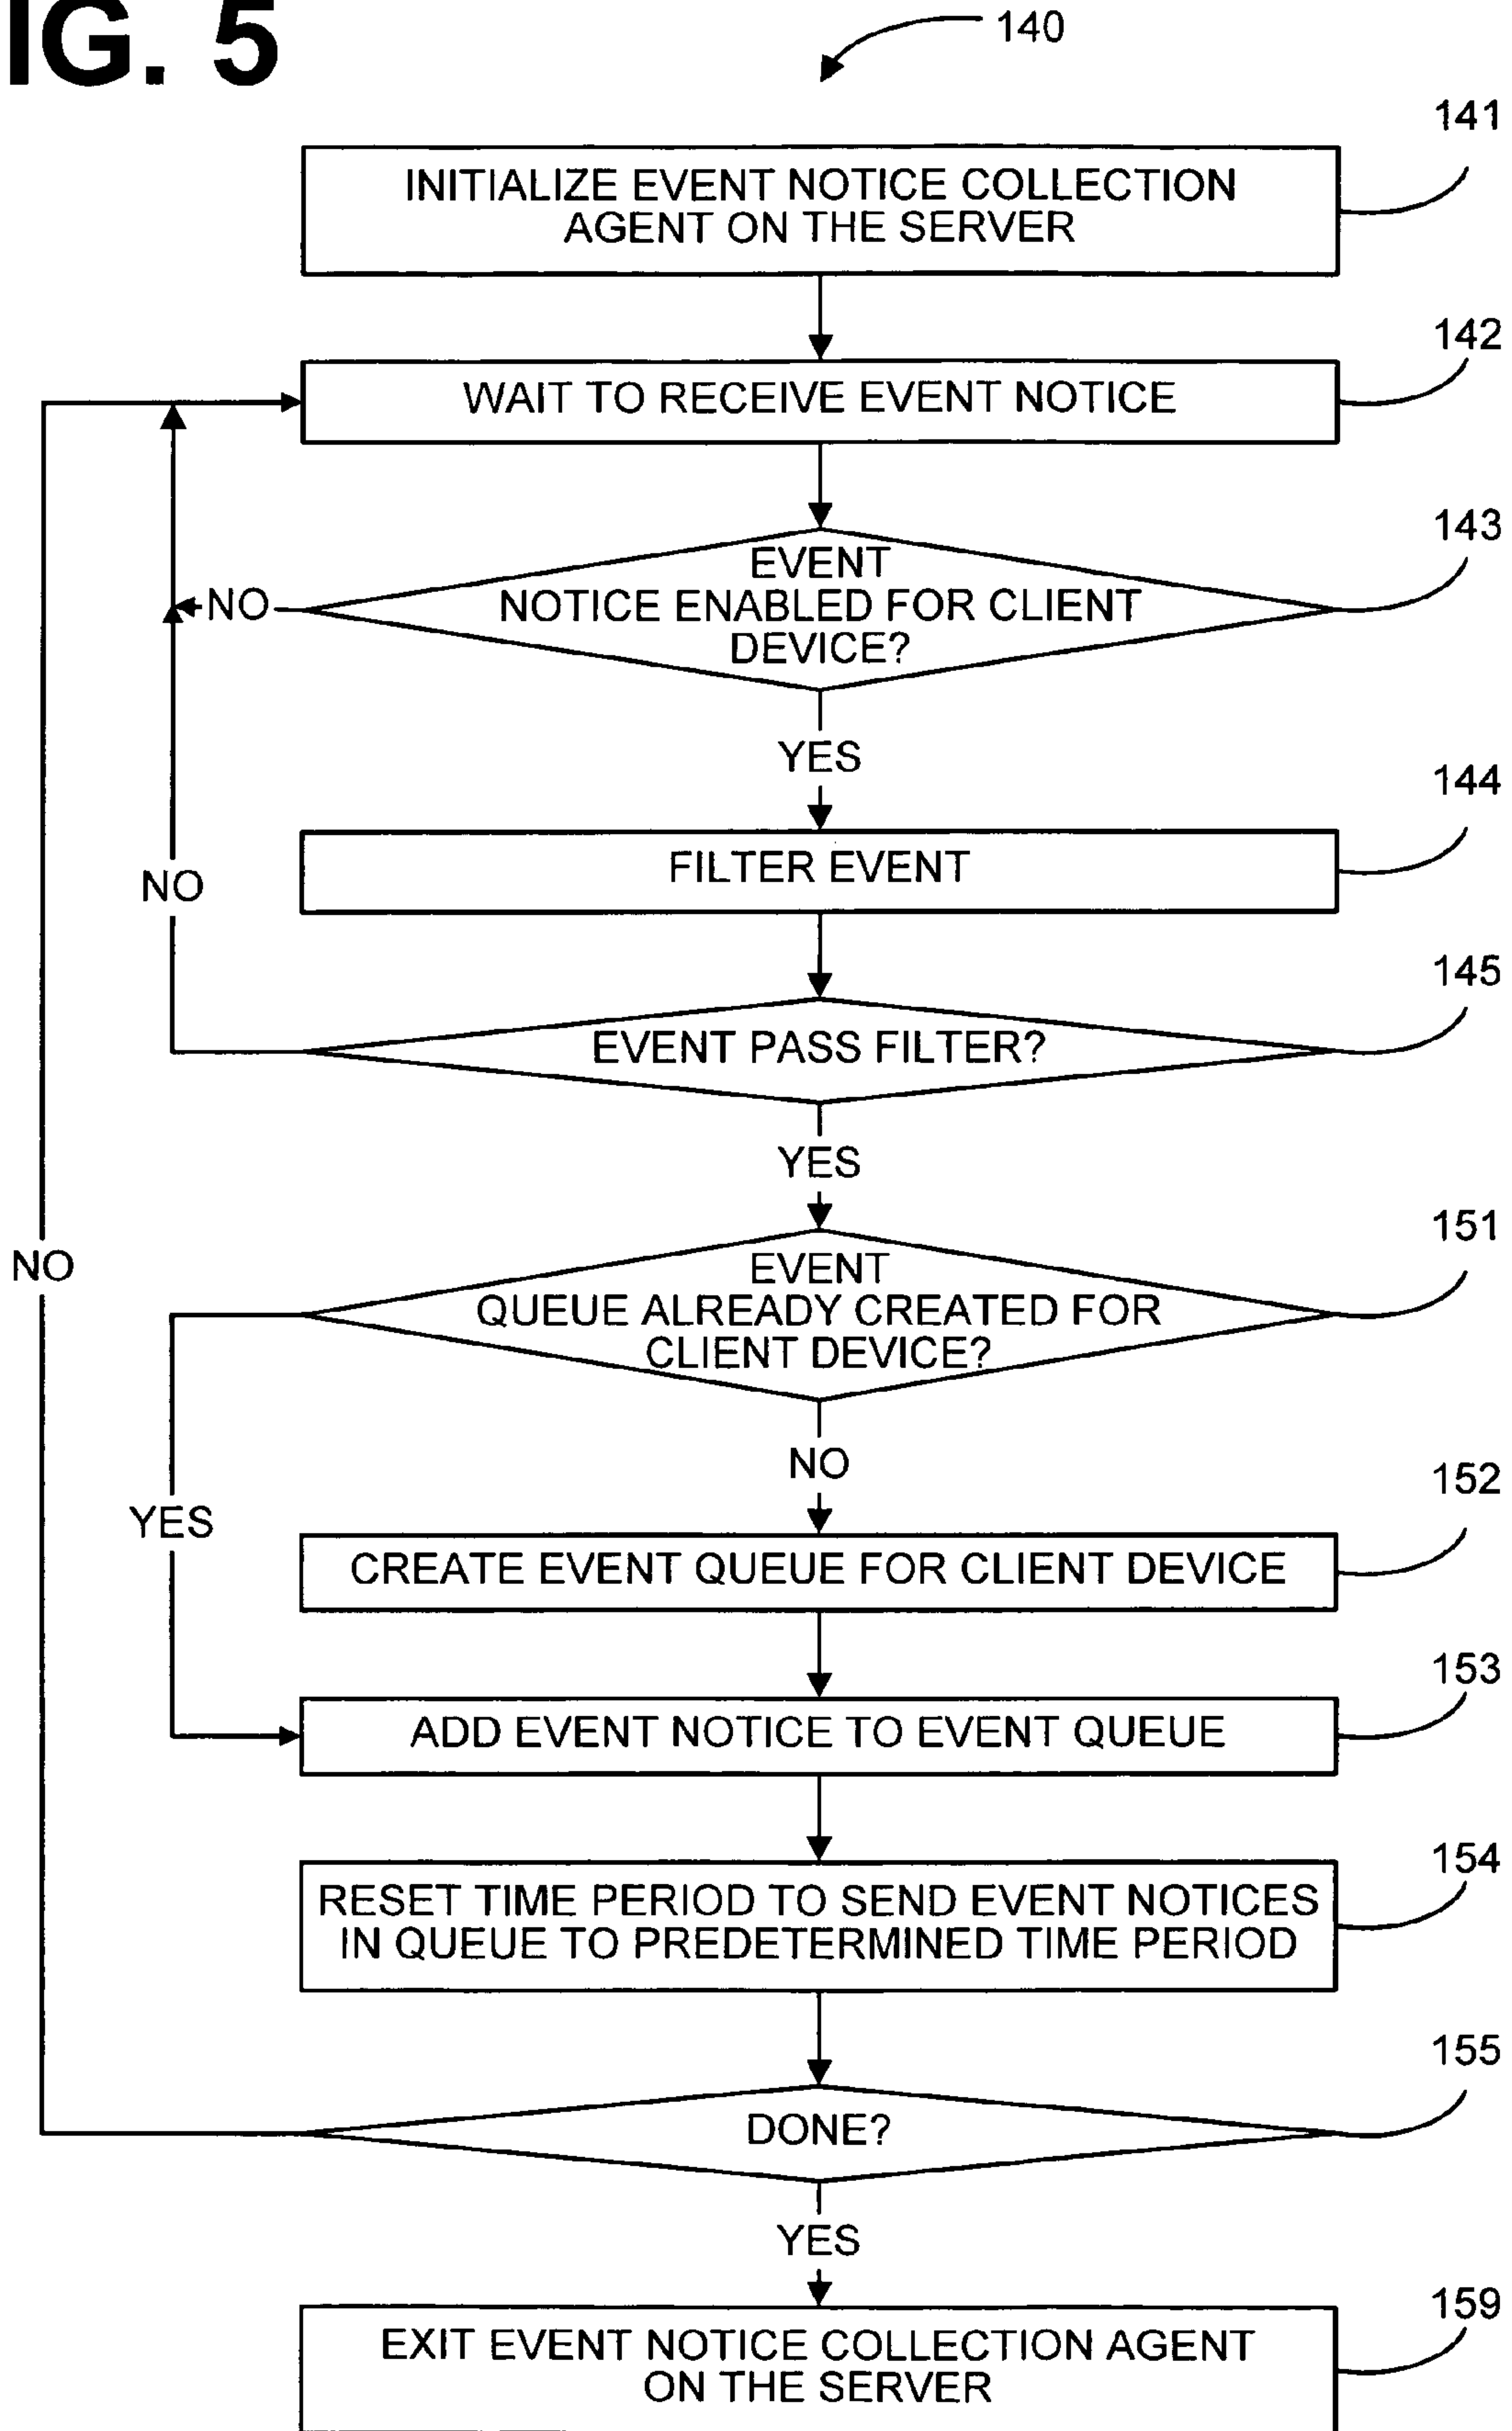 IG. 5
140
141
INITIALIZE EVENT NOTICE COLLECTION
AGENT ON THE SERVER
142
WAIT TO RECEIVE EVENT NOTICE
143
EVENT
NOTICE ENABLED FOR CLIENT
DEVICE?
NO
YES
144
FILTER EVENT
NO
145
EVENT PASS FILTER?
YES
151
EVENT
QUEUE ALREADY CREATED FOR
CLIENT DEVICE?
NO
NO
152
YES
CREATE EVENT QUEUE FOR CLIENT DEVICE
153
ADD EVENT NOTICE TO EVENT QUEUE
154
RESET TIME PERIOD TO SEND EVENT NOTICES
IN QUEUE TO PREDETERMINED TIME PERIOD
155
DONE?
YES
159
EXIT EVENT NOTICE COLLECTION AGENT
ON THE SERVER